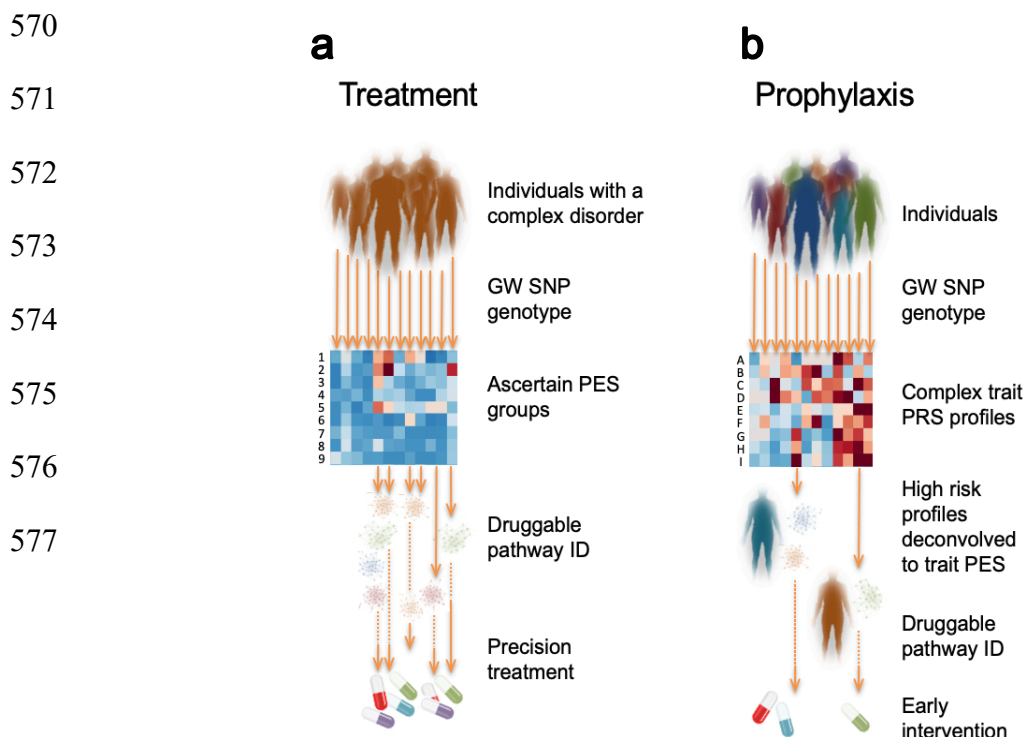 570
571
572
573
574
575
576
577
a
Treatment
Individuals with a
complex disorder
GW SNP
genotype
1
2
3
4
5
6
7
8
9
Ascertain PES
groups
Druggable
pathway ID
Precision
treatment
b
Prophylaxis
Individuals
GW SNP
genotype
A
B
C
D
E
F
G
H
I
Complex trait
PRS profiles
High risk
profiles
deconvolved
to trait PES
Druggable
pathway ID
Early
intervention